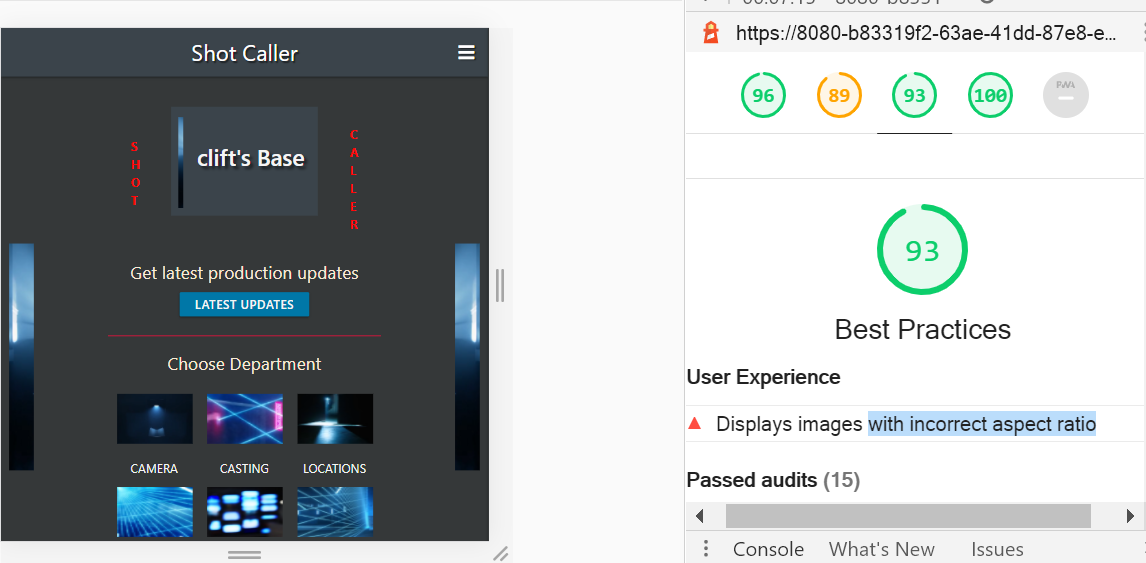 Shot Caller
SHOT
clift's Base
CALLER
Get latest production updates
LATEST UPDATES
Choose Department
CAMERA CASTING LOCATIONS
https://8080-b83319f2-63ae-41dd-87e8-e...
96 89 93 100 PWA
93
Best Practices
User Experience
Displays images with incorrect aspect ratio
Passed audits (15)
Console What's New Issues